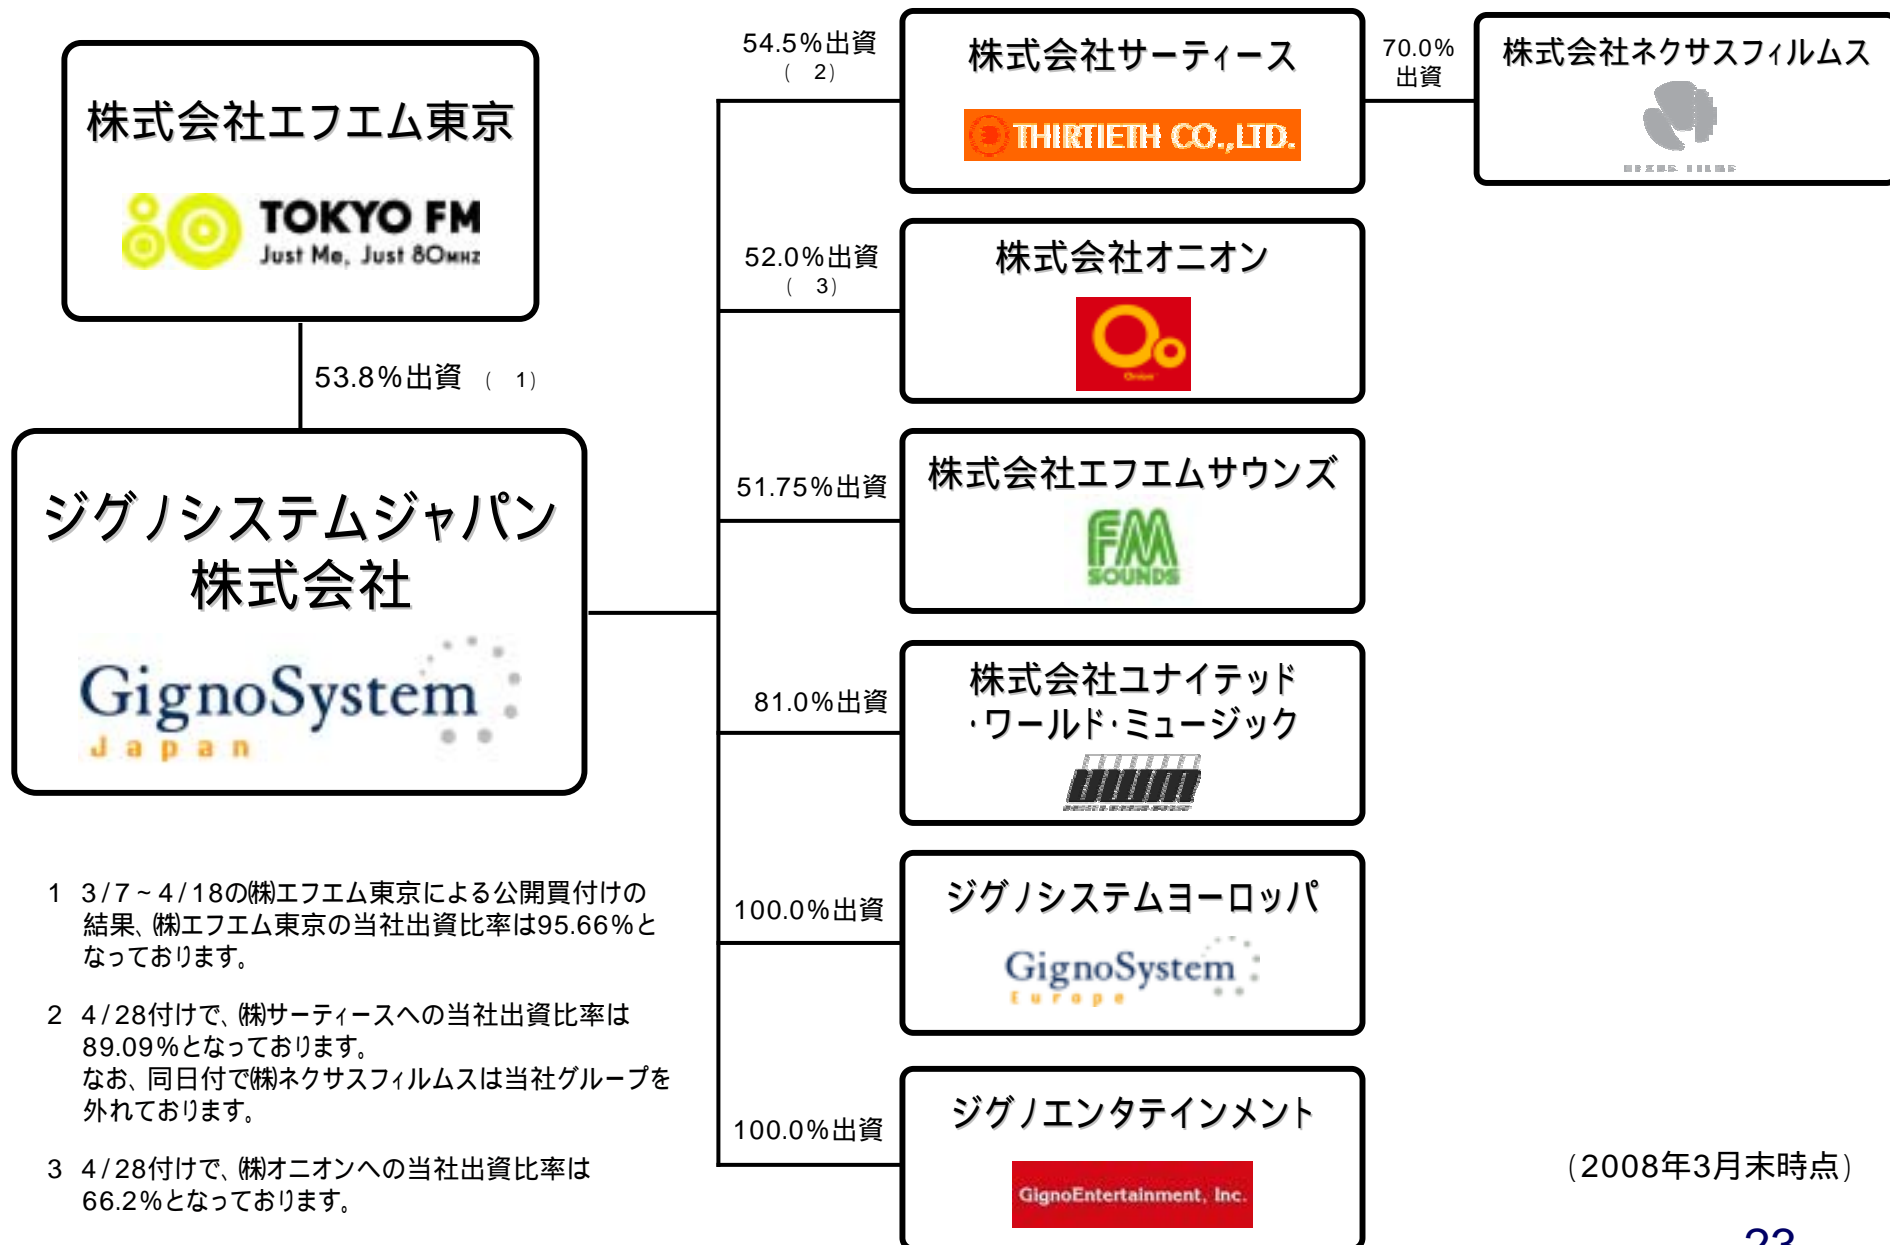 株式会社エフエム東京
TOKYO FM
Just Me, Just 80MHZ
53.8%出資 ( 1)
ジグノシステムジャパン
株式会社
GignoSystem
Japan
54.5%出資
( 2)
株式会社サーティース
THIRTIETH CO.,LTD.
70.0%
出資
株式会社ネクサスフィルムス
52.0%出資
( 3)
株式会社オニオン
Onion
51.75%出資
株式会社エフエムサウンズ
FM
SOUNDS
81.0%出資
株式会社ユナイテッド
・ワールド・ミュージック
100.0%出資
ジグノシステムヨーロッパ
GignoSystem
Europe
100.0%出資
ジグノエンタテインメント
GignoEntertainment, Inc.
1 3/7~4/18の㈱エフエム東京による公開買付けの
結果、㈱エフエム東京の当社出資比率は95.66%と
なっております。
2 4/28付けで、㈱サーティースへの当社出資比率は
89.09%となっております。
なお、同日付で㈱ネクサスフィルムスは当社グループを
外れております。
3 4/28付けで、㈱オニオンへの当社出資比率は
66.2%となっております。
(2008年3月末時点)
23